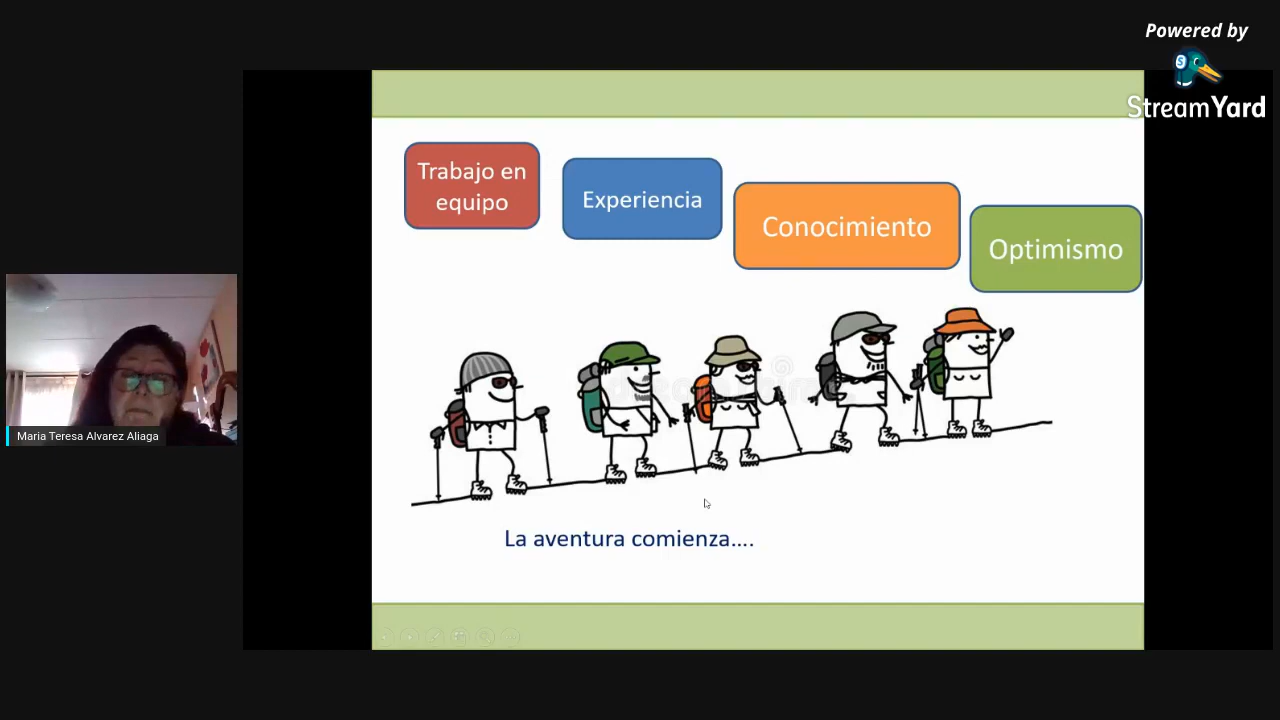 Powered by
StreamYard
Trabajo en
equipo
Experiencia
Conocimiento
Optimismo
Maria Teresa Alvarez Aliaga
La aventura comienza....